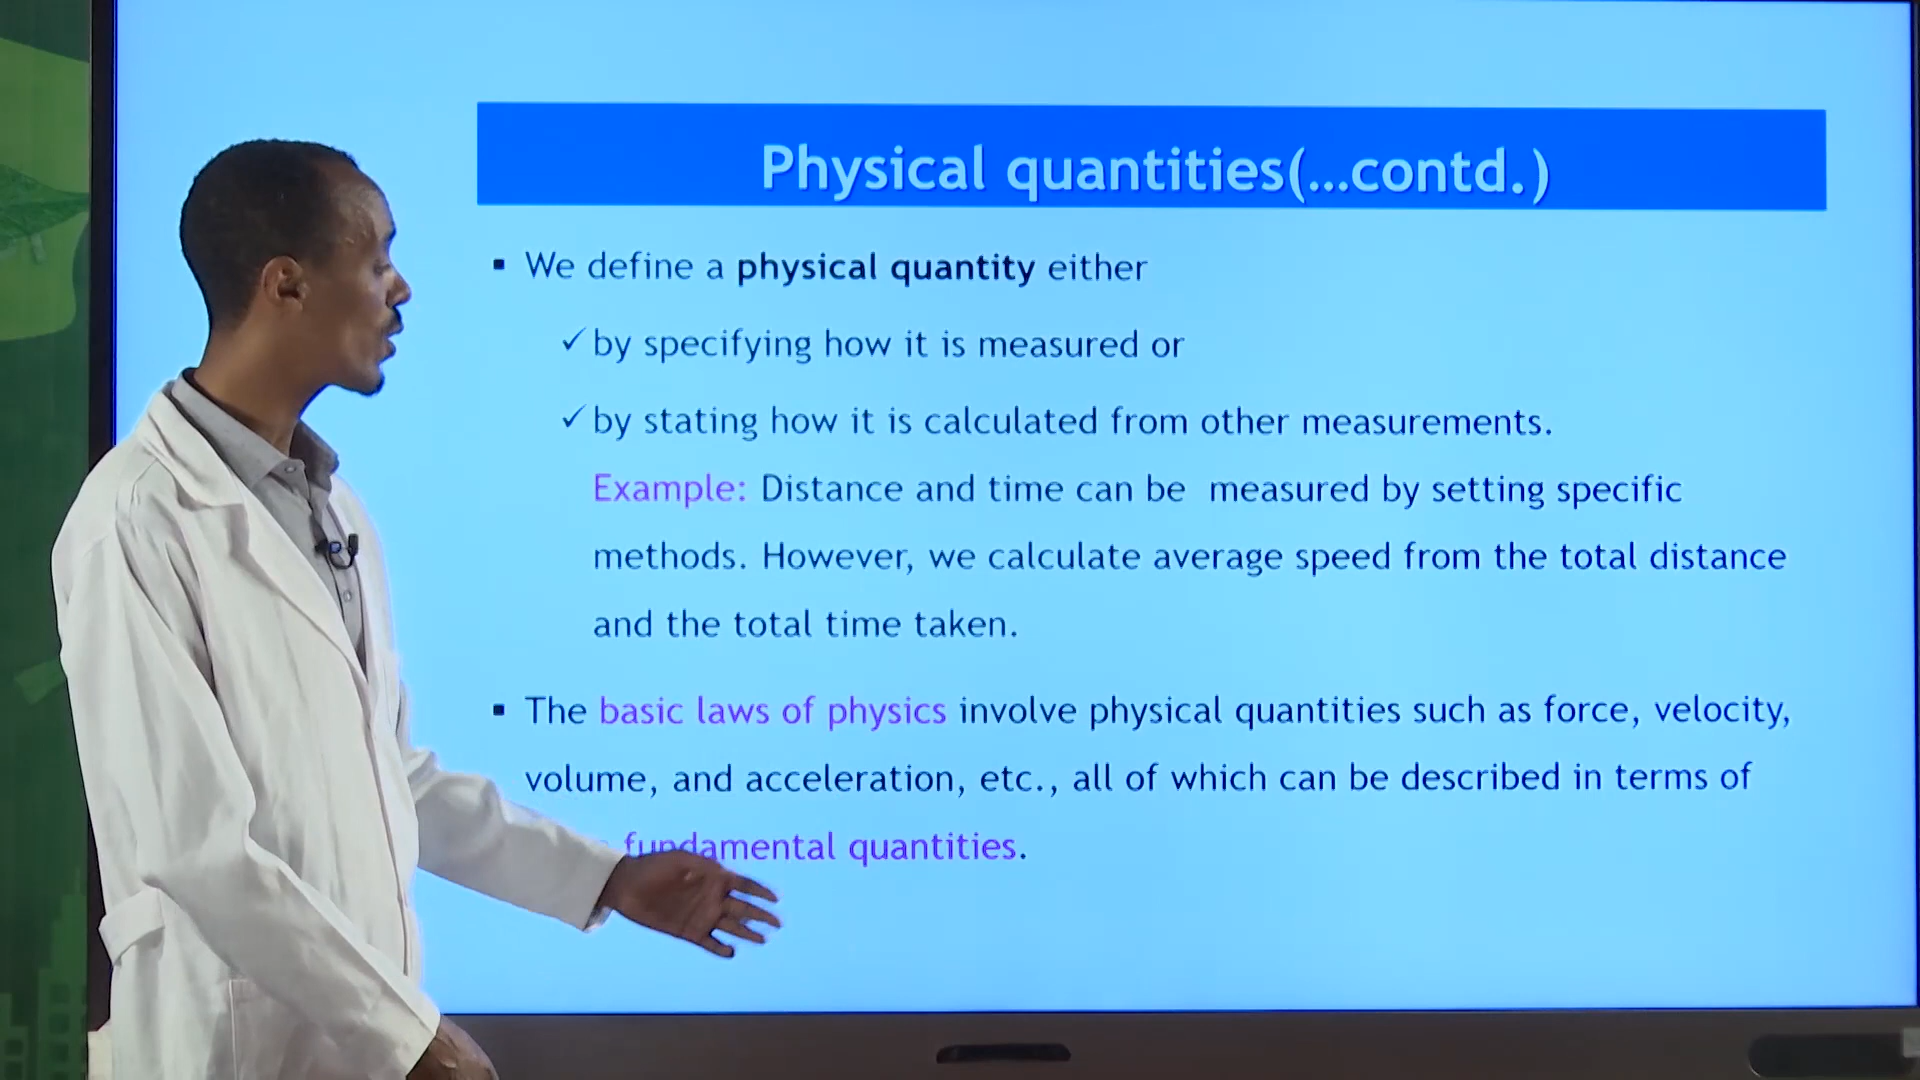 Physical quantities(...contd.)
▪ We define a physical quantity either
✓ by specifying how it is measured or
✓ by stating how it is calculated from other measurements.
Example: Distance and time can be measured by setting specific
methods. However, we calculate average speed from the total distance
and the total time taken.
▪ The basic laws of physics involve physical quantities such as force, velocity,
volume, and acceleration, etc., all of which can be described in terms of
fundamental quantities.